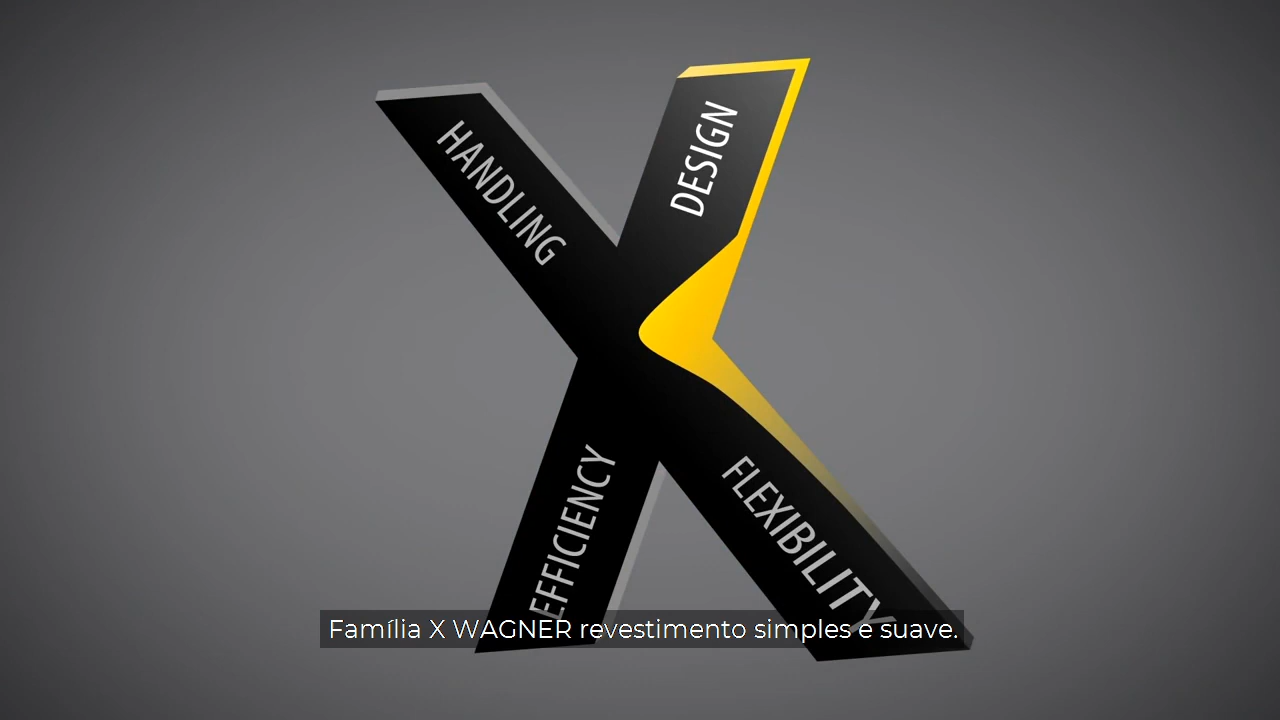 HANDLING
DESIGN
EFFICIENCY
FLEXIBILITY
Família X WAGNER revestimento simples e suave.